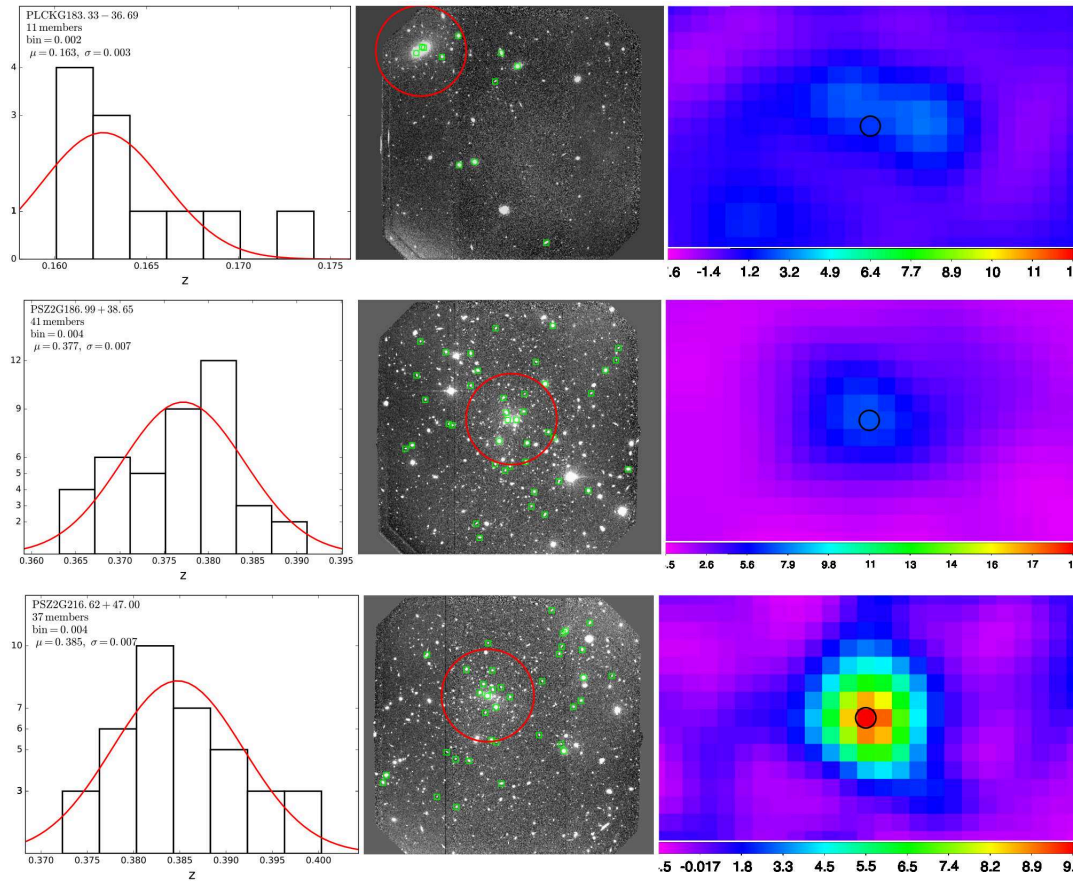 PLCKG183.33−36.69
11 members
bin = 0.002
μ = 0.163, σ = 0.003
4
3
1
0
0.160 0.165 0.170 0.175
z
.6 -1.4 1.2 3.2 4.9 6.4 7.7 8.9 10 11 1
PSZ2G186.99+38.65
41 members
bin = 0.004
μ = 0.377, σ = 0.007
12
9
6
5
3
2
0.360 0.365 0.370 0.375 0.380 0.385 0.390 0.395
z
.5 2.6 5.6 7.9 9.8 11 13 14 16 17 1
PSZ2G216.62+47.00
37 members
bin = 0.004
μ = 0.385, σ = 0.007
10
7
6
5
3
0.370 0.375 0.380 0.385 0.390 0.395 0.400
z
.5 -0.017 1.8 3.3 4.5 5.5 6.5 7.4 8.2 8.9 9.